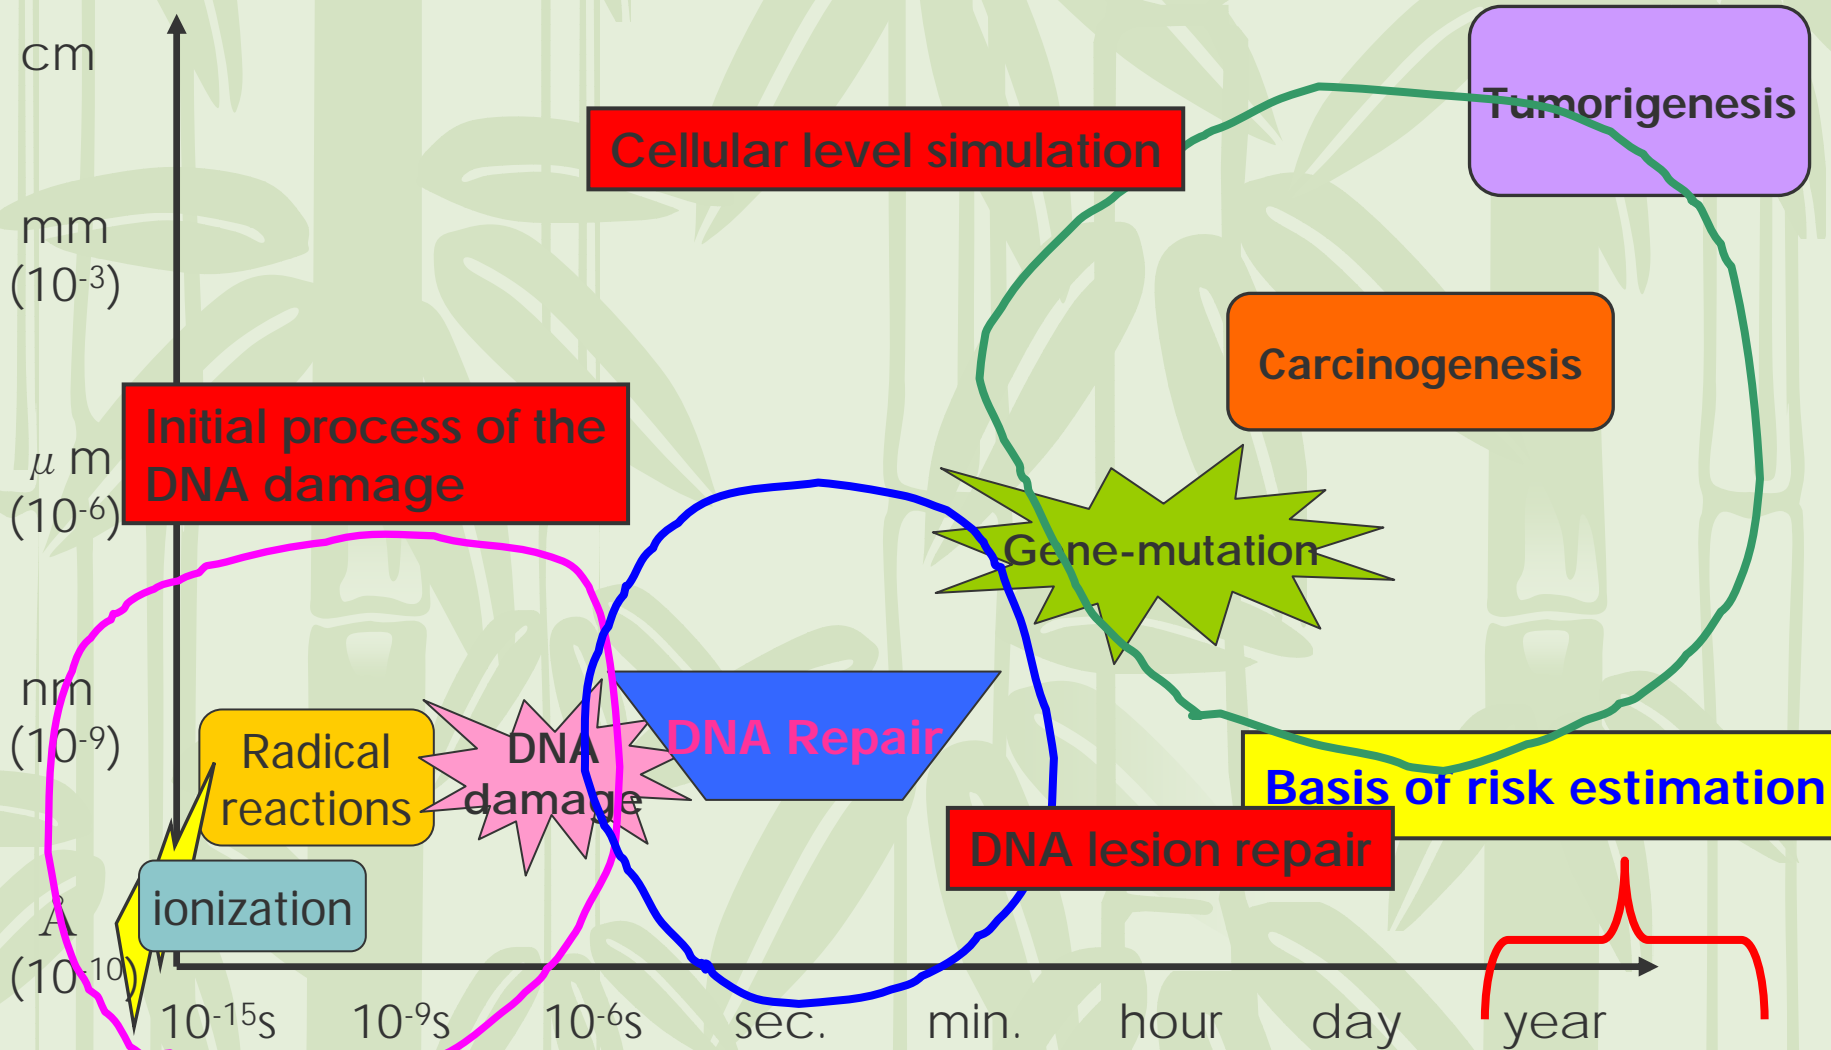 cm
Tumorigenesis
Cellular level simulation
mm
(10⁻³)
Carcinogenesis
Initial process of the
DNA damage
μ m
(10⁻⁶)
Gene-mutation
nm
(10⁻⁹)
Radical
reactions
DNA
damage
DNA Repair
Basis of risk estimation
DNA lesion repair
ionization
Å
(10⁻¹⁰)
10⁻¹⁵s 10⁻⁹s 10⁻⁶s sec. min. hour day year